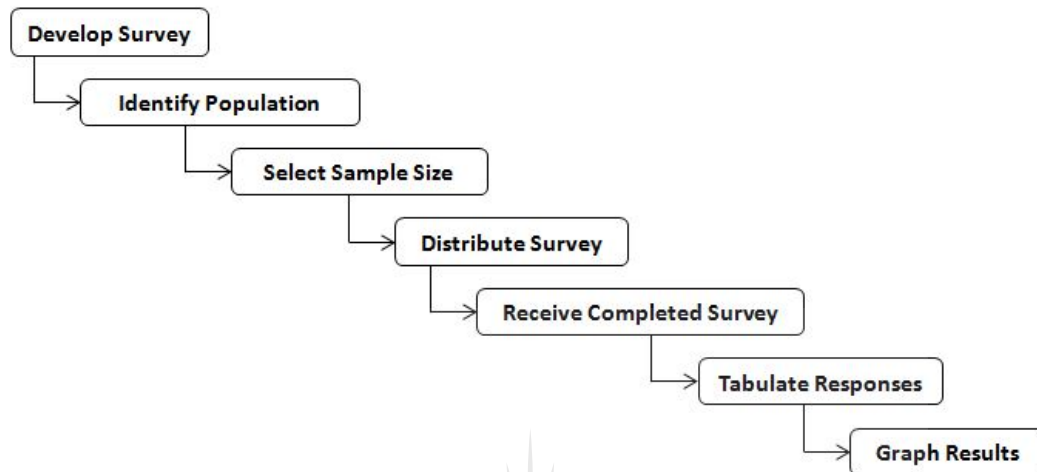 Develop Survey
Identify Population
Select Sample Size
Distribute Survey
Receive Completed Survey
Tabulate Responses
Graph Results